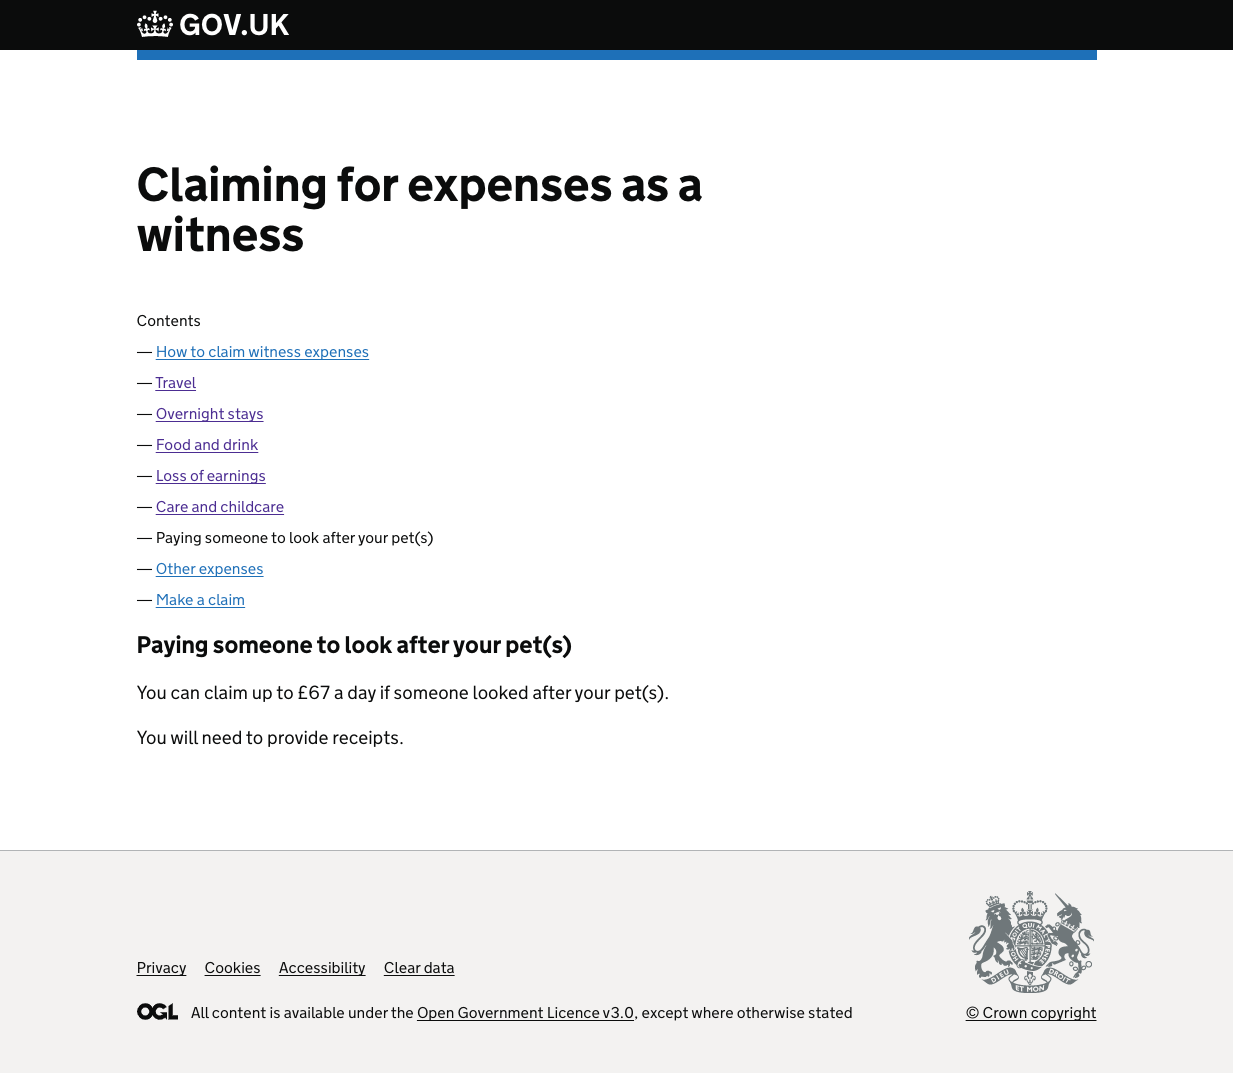 GOV.UK
Claiming for expenses as a
witness
Contents
— How to claim witness expenses
— Travel
— Overnight stays
— Food and drink
— Loss of earnings
— Care and childcare
— Paying someone to look after your pet(s)
— Other expenses
— Make a claim
Paying someone to look after your pet(s)
You can claim up to £67 a day if someone looked after your pet(s).
You will need to provide receipts.
Privacy Cookies Accessibility Clear data
OGL All content is available under the Open Government Licence v3.0, except where otherwise stated
DIEU ET MON DROIT
© Crown copyright